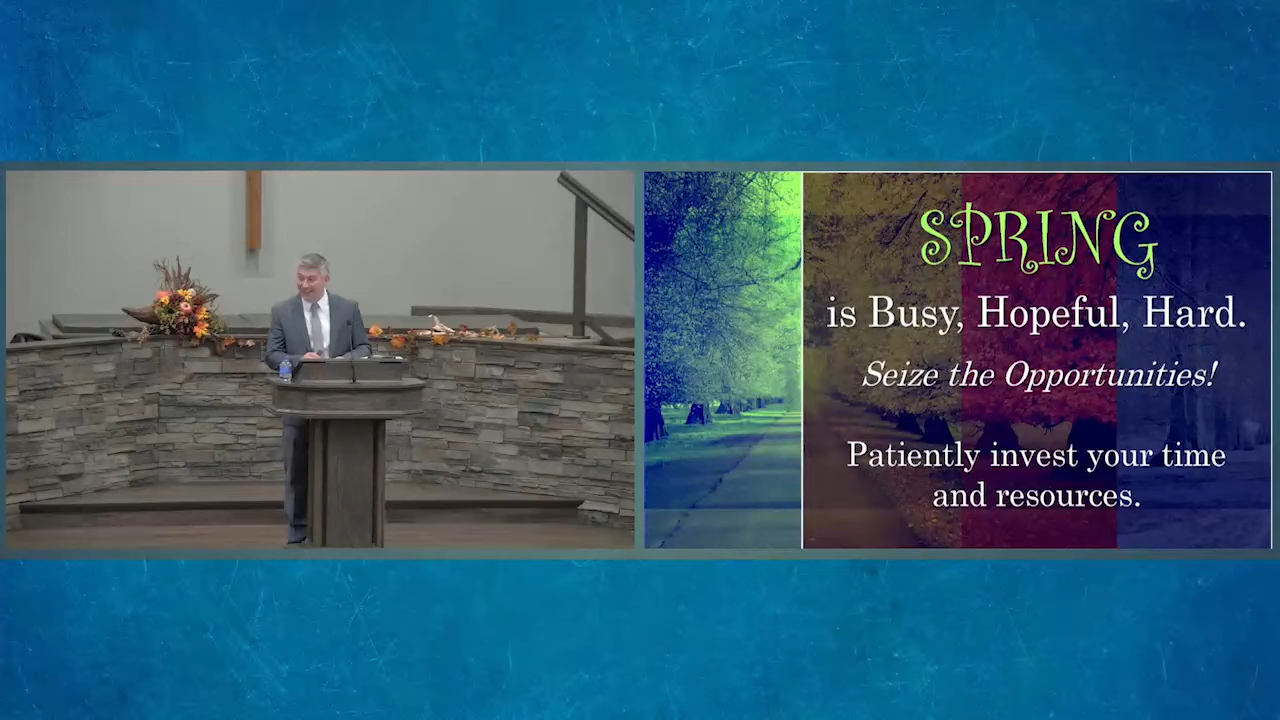 SPRING
is Busy, Hopeful, Hard.
Seize the Opportunities!
Patiently invest your time
and resources.